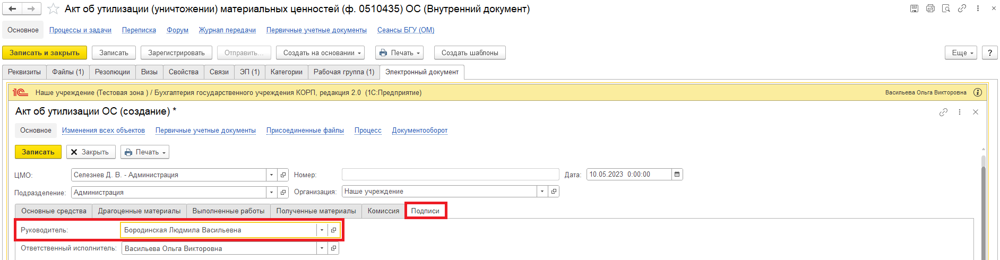 Акт об утилизации (уничтожении) материальных ценностей (ф. 0510435) ОС (Внутренний документ)
Основное Процессы и задачи Переписка Форум Журнал передачи Первичные учетные документы Сеансы БГУ (ОМ)
Записать и закрыть Записать Зарегистрировать Отправить... Создать на основании Печать Создать шаблоны Еще ?
Реквизиты Файлы (1) Резолюции Визы Свойства Связи ЭП (1) Категории Рабочая группа (1) Электронный документ
1С Наше учреждение (Тестовая зона ) / Бухгалтерия государственного учреждения КОРП, редакция 2.0 (1С:Предприятие) Васильева Ольга Викторовна
Акт об утилизации ОС (создание) *
Основное Изменения всех объектов Первичные учетные документы Присоединенные файлы Процесс Документооборот
Записать Закрыть Печать
ЦМО: Селезнев Д. В. - Администрация Номер: Дата: 10.05.2023 0:00:00
Подразделение: Администрация Организация: Наше учреждение
Основные средства Драгоценные материалы Выполненные работы Полученные материалы Комиссия Подписи
Руководитель: Бородинская Людмила Васильевна
Ответственный исполнитель: Васильева Ольга Викторовна